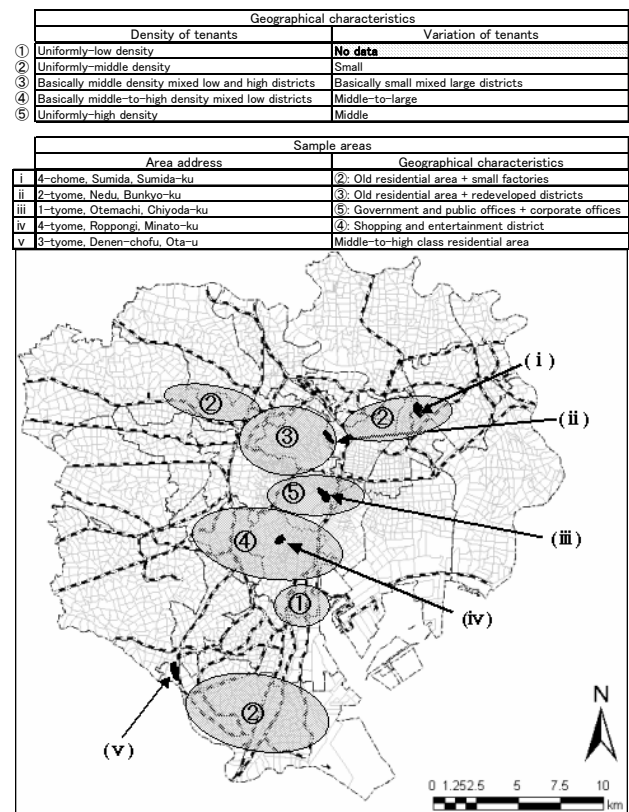 Geographical characteristics
Density of tenants Variation of tenants
① Uniformly-low density No data
② Uniformly-middle density Small
③ Basically middle density mixed low and high districts Basically small mixed large districts
④ Basically middle-to-high density mixed low districts Middle-to-large
⑤ Uniformly-high density Middle
Sample areas
Area address Geographical characteristics
i 4-chome, Sumida, Sumida-ku ②: Old residential area + small factories
ii 2-tyome, Nedu, Bunkyo-ku ③: Old residential area + redeveloped districts
iii 1-tyome, Otemachi, Chiyoda-ku ⑤: Government and public offices + corporate offices
iv 4-tyome, Roppongi, Minato-ku ④: Shopping and entertainment district
v 3-tyome, Denen-chofu, Ota-u Middle-to-high class residential area
(i)
② ②
(ii)
③
⑤
(iii)
④
①
(iv)
②
(v)
N
0 1.252.5 5 7.5 10
km